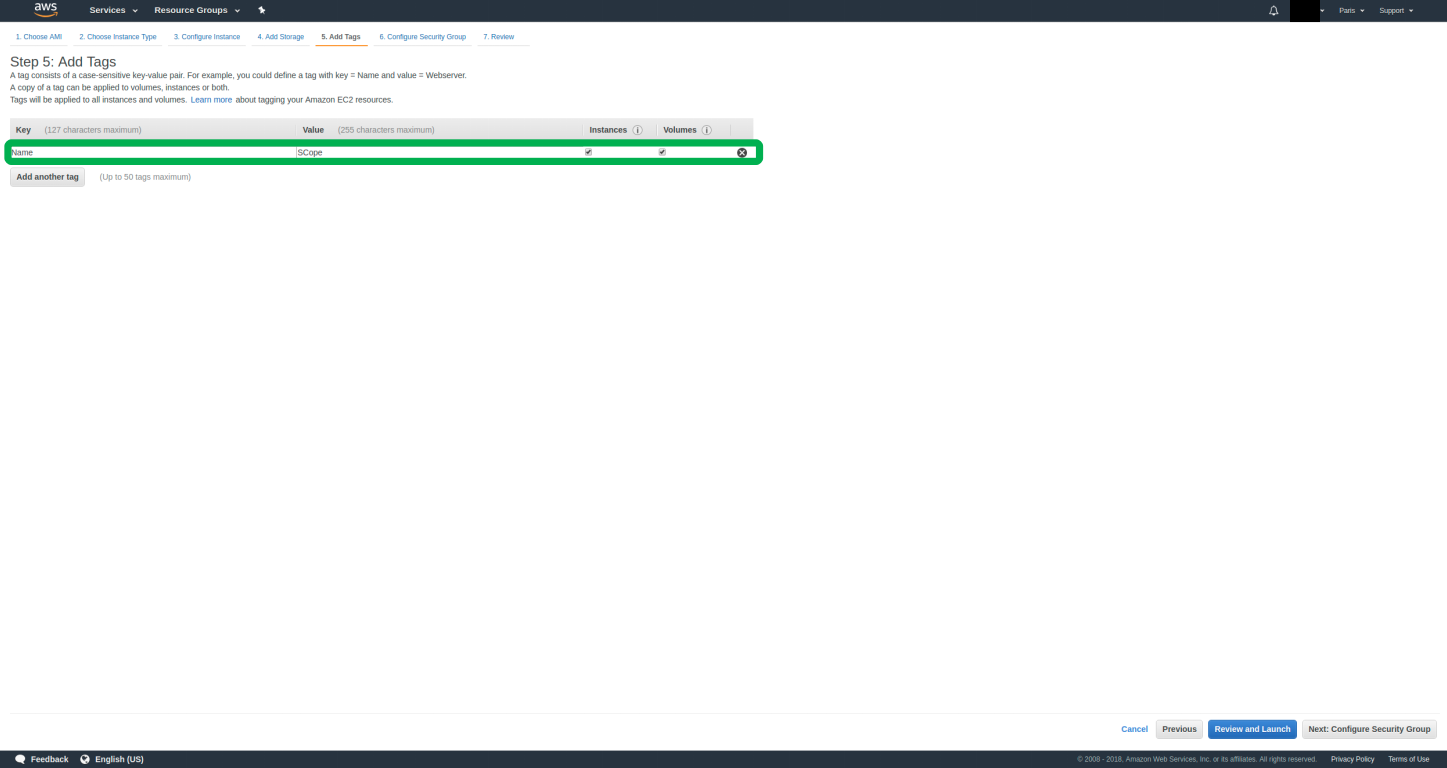 aws Services Resource Groups Paris Support
1. Choose AMI 2. Choose Instance Type 3. Configure Instance 4. Add Storage 5. Add Tags 6. Configure Security Group 7. Review
Step 5: Add Tags
A tag consists of a case-sensitive key-value pair. For example, you could define a tag with key = Name and value = Webserver.
A copy of a tag can be applied to volumes, instances or both.
Tags will be applied to all instances and volumes. Learn more about tagging your Amazon EC2 resources.
Key (127 characters maximum) Value (255 characters maximum) Instances Volumes
Name SCope
Add another tag (Up to 50 tags maximum)
Cancel Previous Review and Launch Next: Configure Security Group
Feedback English (US) © 2008 - 2018, Amazon Web Services, Inc. or its affiliates. All rights reserved. Privacy Policy Terms of Use